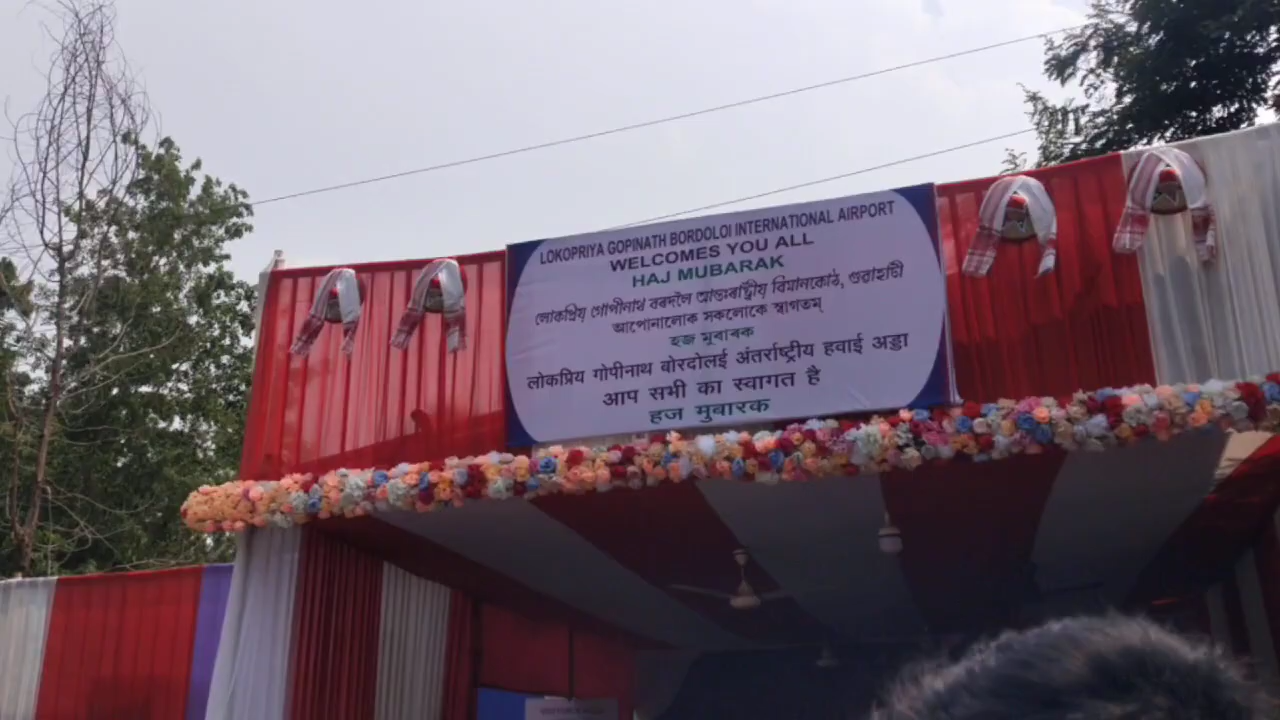 LOKOPRIYA GOPINATH BORDOLOI INTERNATIONAL AIRPORT
WELCOMES YOU ALL
HAJ MUBARAK
লোকপ্ৰিয় গোপীনাথ বৰদলৈ আন্তঃৰাষ্ট্ৰীয় বিমানকোঠ, গুৱাহাটী
আপোনালোক সকলোকে স্বাগতম্
হজ মুবাৰক
लोकप्रिय गोपीनाथ बोरदोलई अंतर्राष्ट्रीय हवाई अड्डा
आप सभी का स्वागत है
हज मुबारक